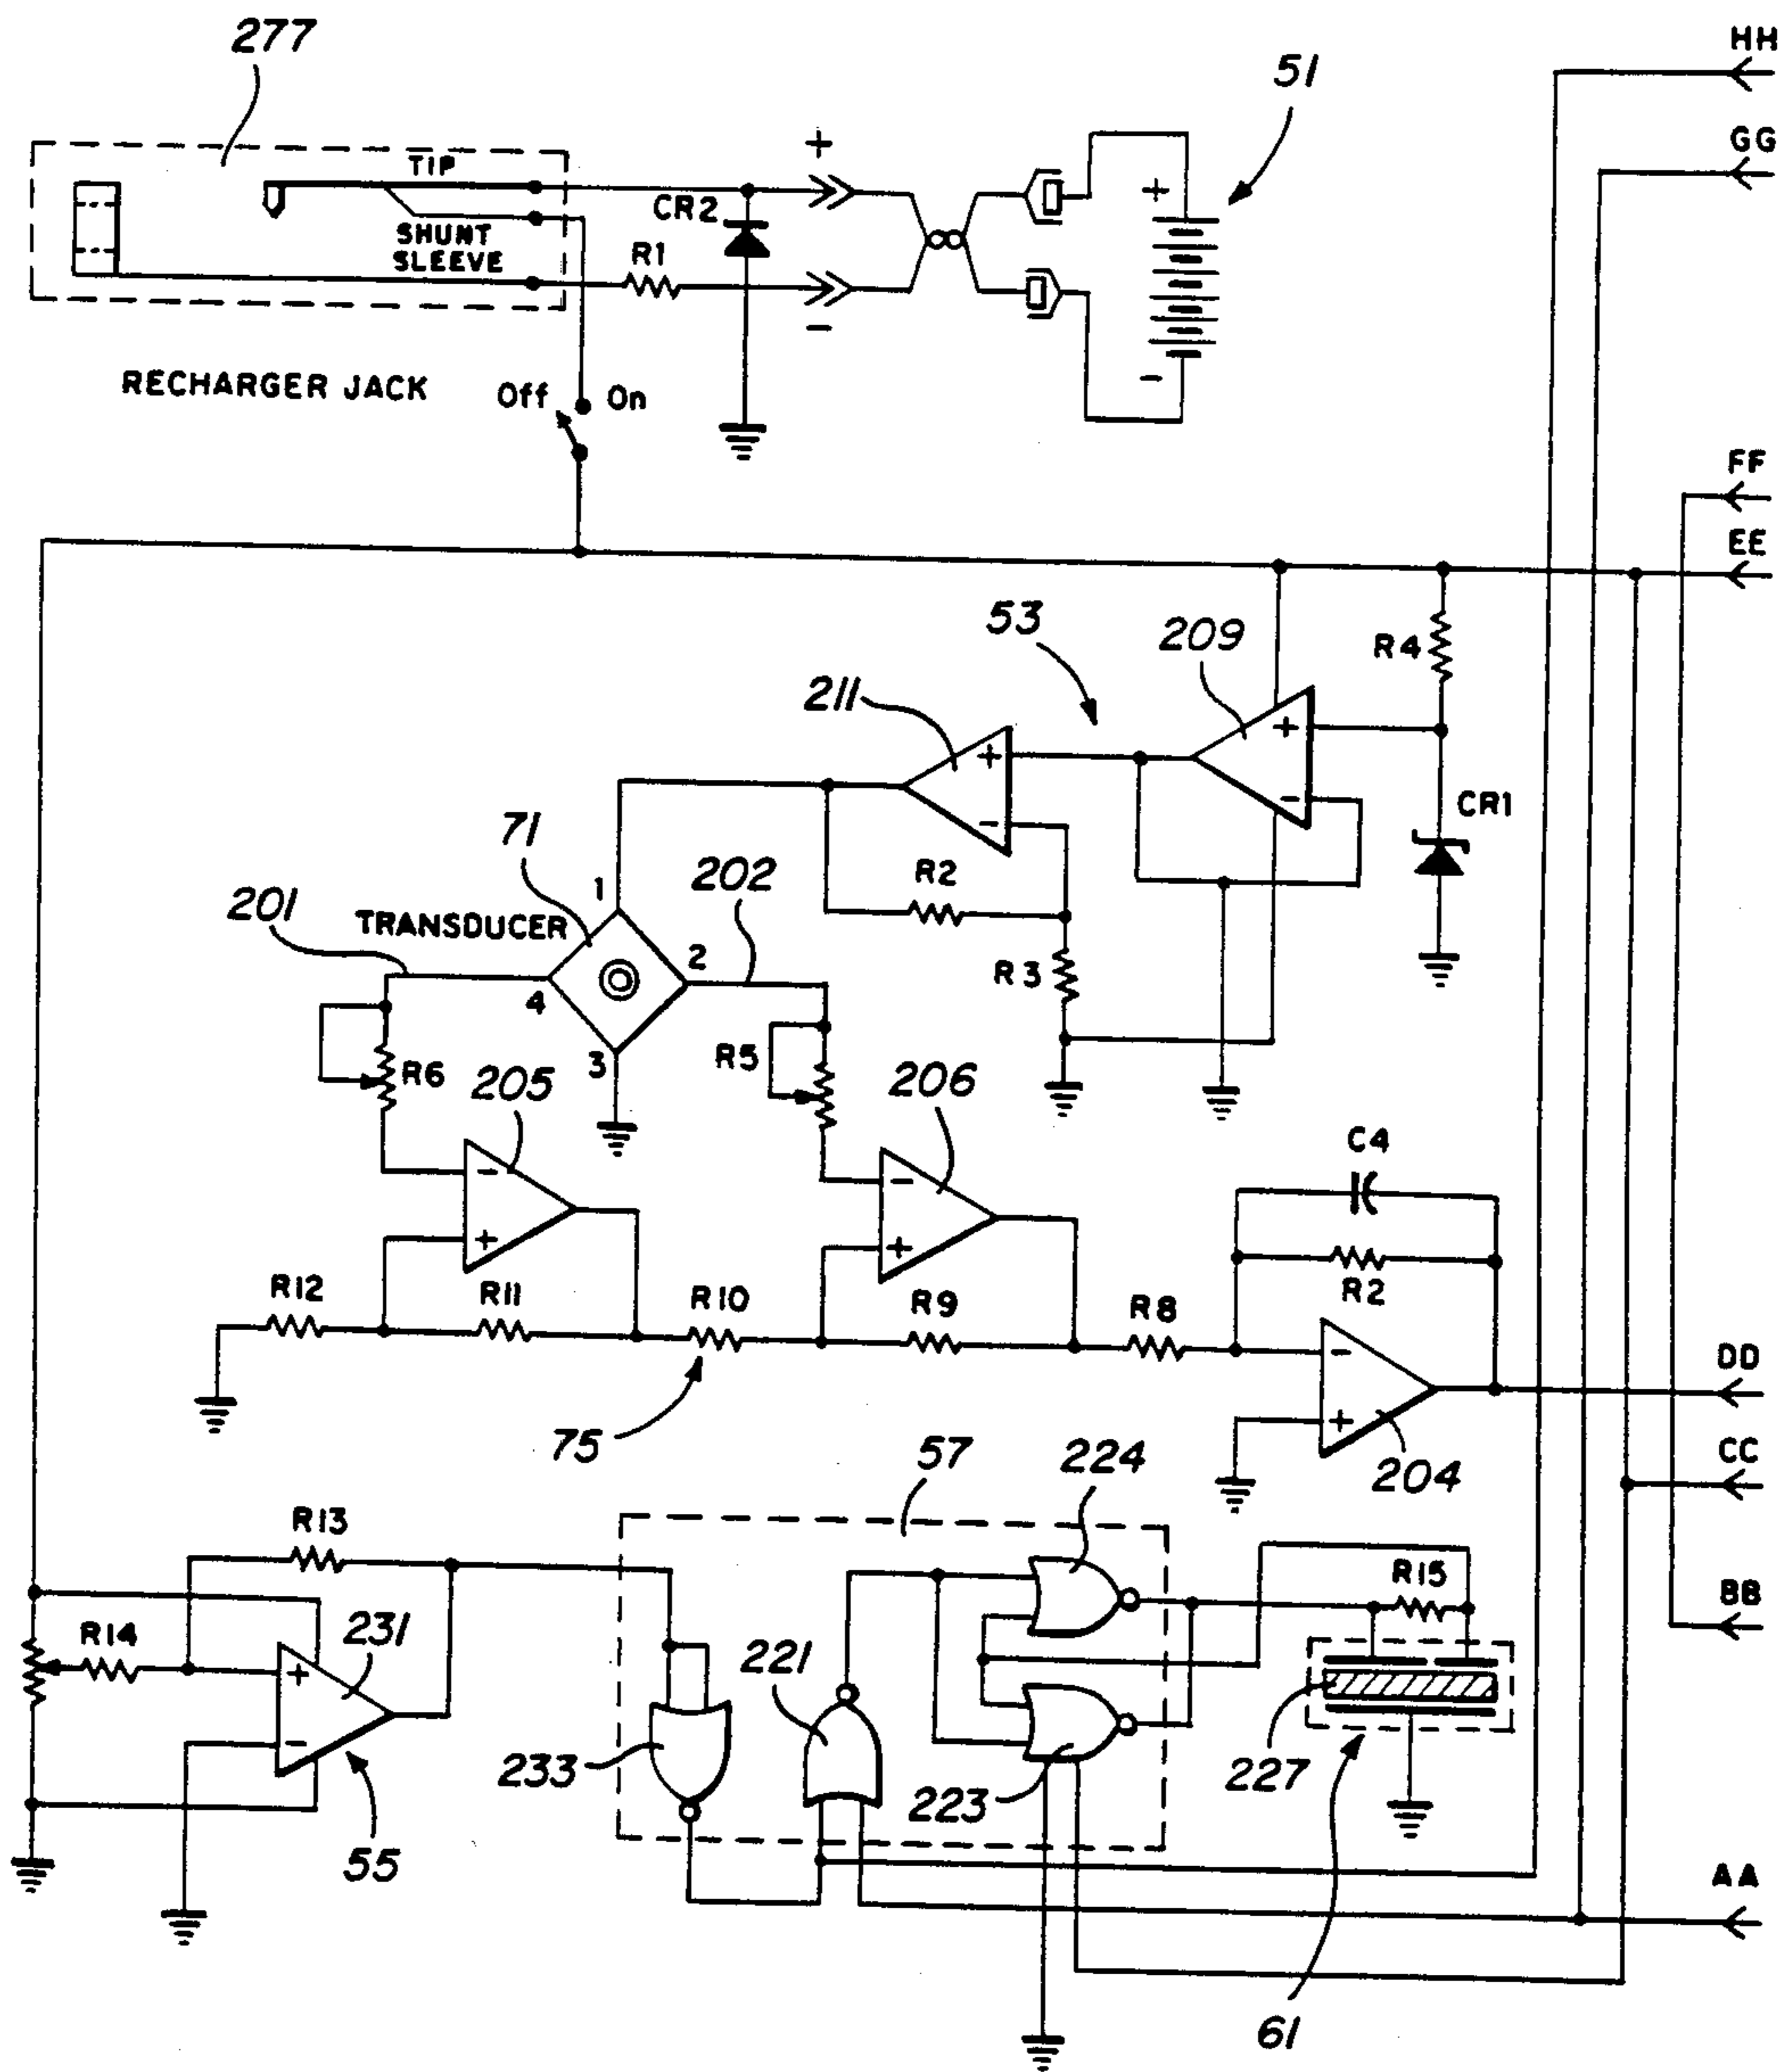 277
51
HH
GG
TIP
+
CR2
+
SHUNT
SLEEVE
R1
-
-
RECHARGER JACK
Off
On
FF
EE
53
209
R4
211
+
+
-
-
CR1
71
R2
202
1
201
TRANSDUCER
2
4
R3
3
R6
R5
205
206
C4
-
-
+
+
R2
R12
R11
R10
R9
R8
-
+
DD
75
57
224
204
CC
R13
R15
BB
R14
231
+
221
-
233
223
227
55
AA
61